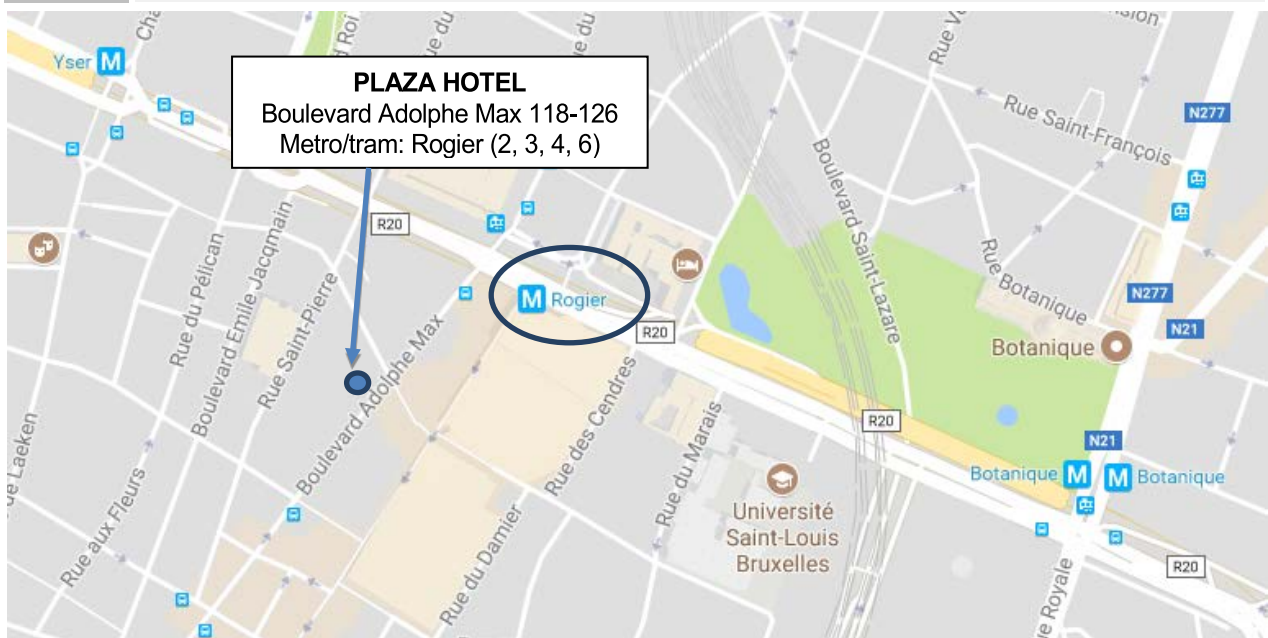 Yser
PLAZA HOTEL
Boulevard Adolphe Max 118-126
Metro/tram: Rogier (2, 3, 4, 6)
N277
Rue Saint-François
Boulevard Saint-Lazare
R20
Rue du Pélican
Boulevard Emile Jacqmain
Rue Saint-Pierre
M Rogier
R20
Rue Botanique
N277
N21
Botanique
Boulevard Adolphe Max
Rue des Cendres
Rue du Marais
R20
N21
Botanique M
M Botanique
Laeken
Rue aux Fleurs
Rue du Damier
Université
Saint-Louis
Bruxelles
R20
Royale